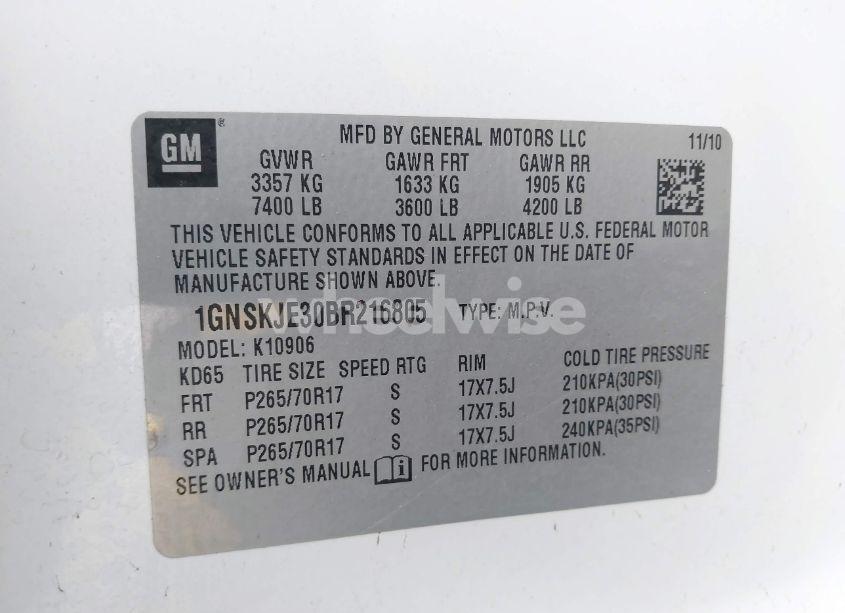 GM®
MFD BY GENERAL MOTORS LLC 11/10
GVWR GAWR FRT GAWR RR
3357 KG 1633 KG 1905 KG
7400 LB 3600 LB 4200 LB
THIS VEHICLE CONFORMS TO ALL APPLICABLE U.S. FEDERAL MOTOR
VEHICLE SAFETY STANDARDS IN EFFECT ON THE DATE OF
MANUFACTURE SHOWN ABOVE.
1GNSKJE30BR216805 TYPE: M.P.V.
wheelwise
MODEL: K10906
KD65 TIRE SIZE SPEED RTG RIM COLD TIRE PRESSURE
FRT P265/70R17 S 17X7.5J 210KPA(30PSI)
RR P265/70R17 S 17X7.5J 210KPA(30PSI)
SPA P265/70R17 S 17X7.5J 240KPA(35PSI)
SEE OWNER'S MANUAL FOR MORE INFORMATION.